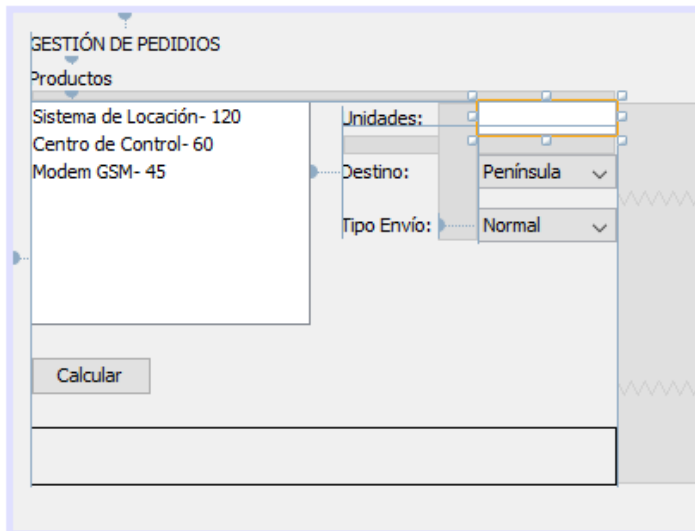 GESTIÓN DE PEDIDIOS
Productos
Sistema de Locación- 120
Centro de Control- 60
Modem GSM- 45
Unidades:
Destino:
Península
Tipo Envío:
Normal
Calcular